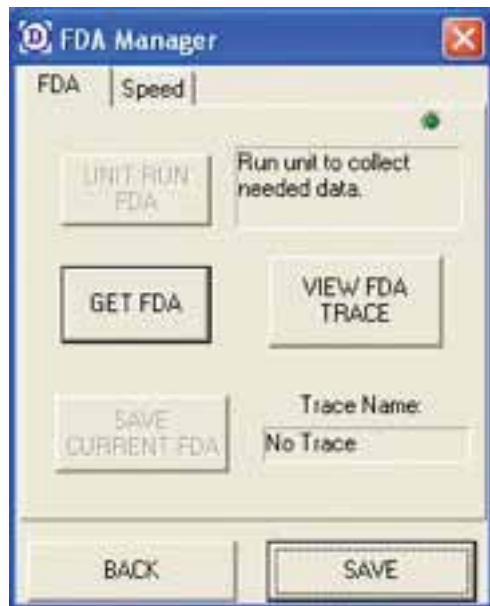 D FDA Manager
FDA Speed
UNIT RUN
FDA
Run unit to collect
needed data.
GET FDA
VIEW FDA
TRACE
SAVE
CURRENT FDA
Trace Name:
No Trace
BACK
SAVE